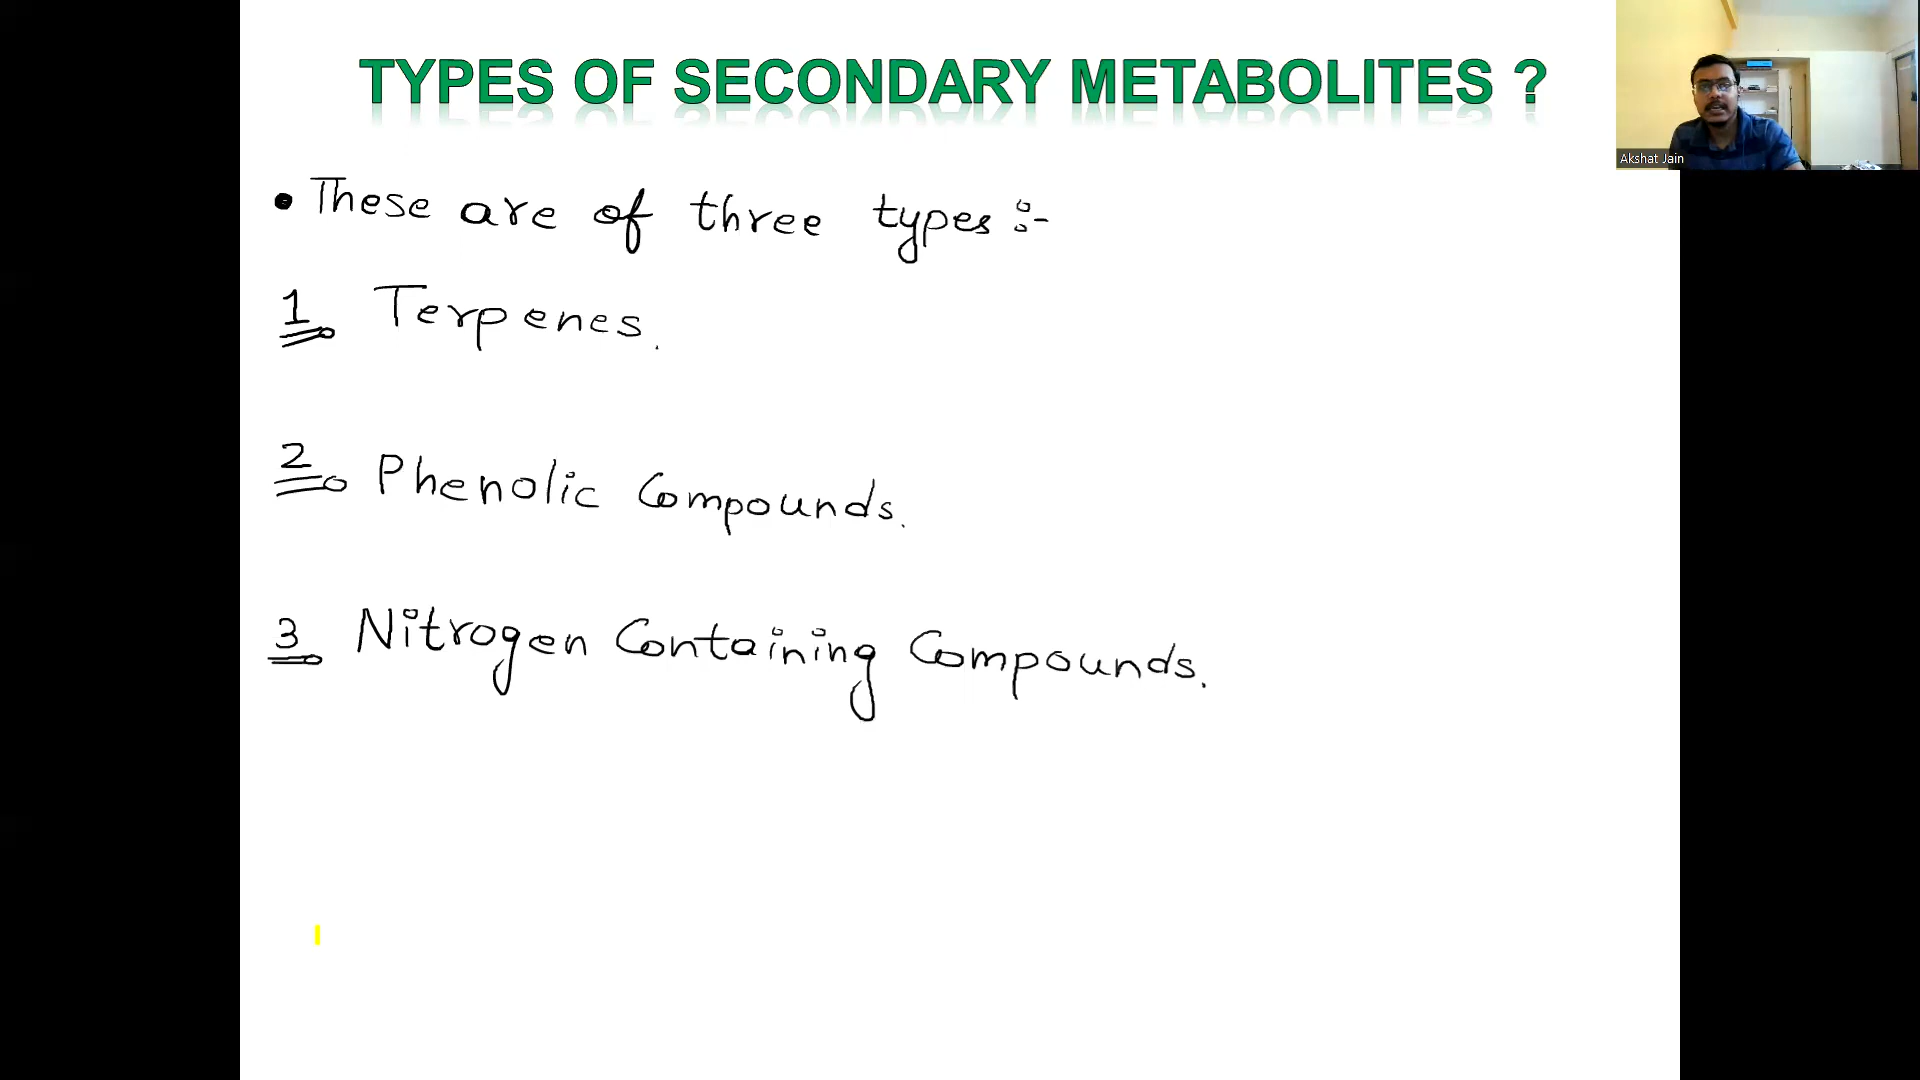 TYPES OF SECONDARY METABOLITES ?
Akshat Jain
• These are of three types :-
1. Terpenes.
2. Phenolic Compounds.
3. Nitrogen Containing Compounds.